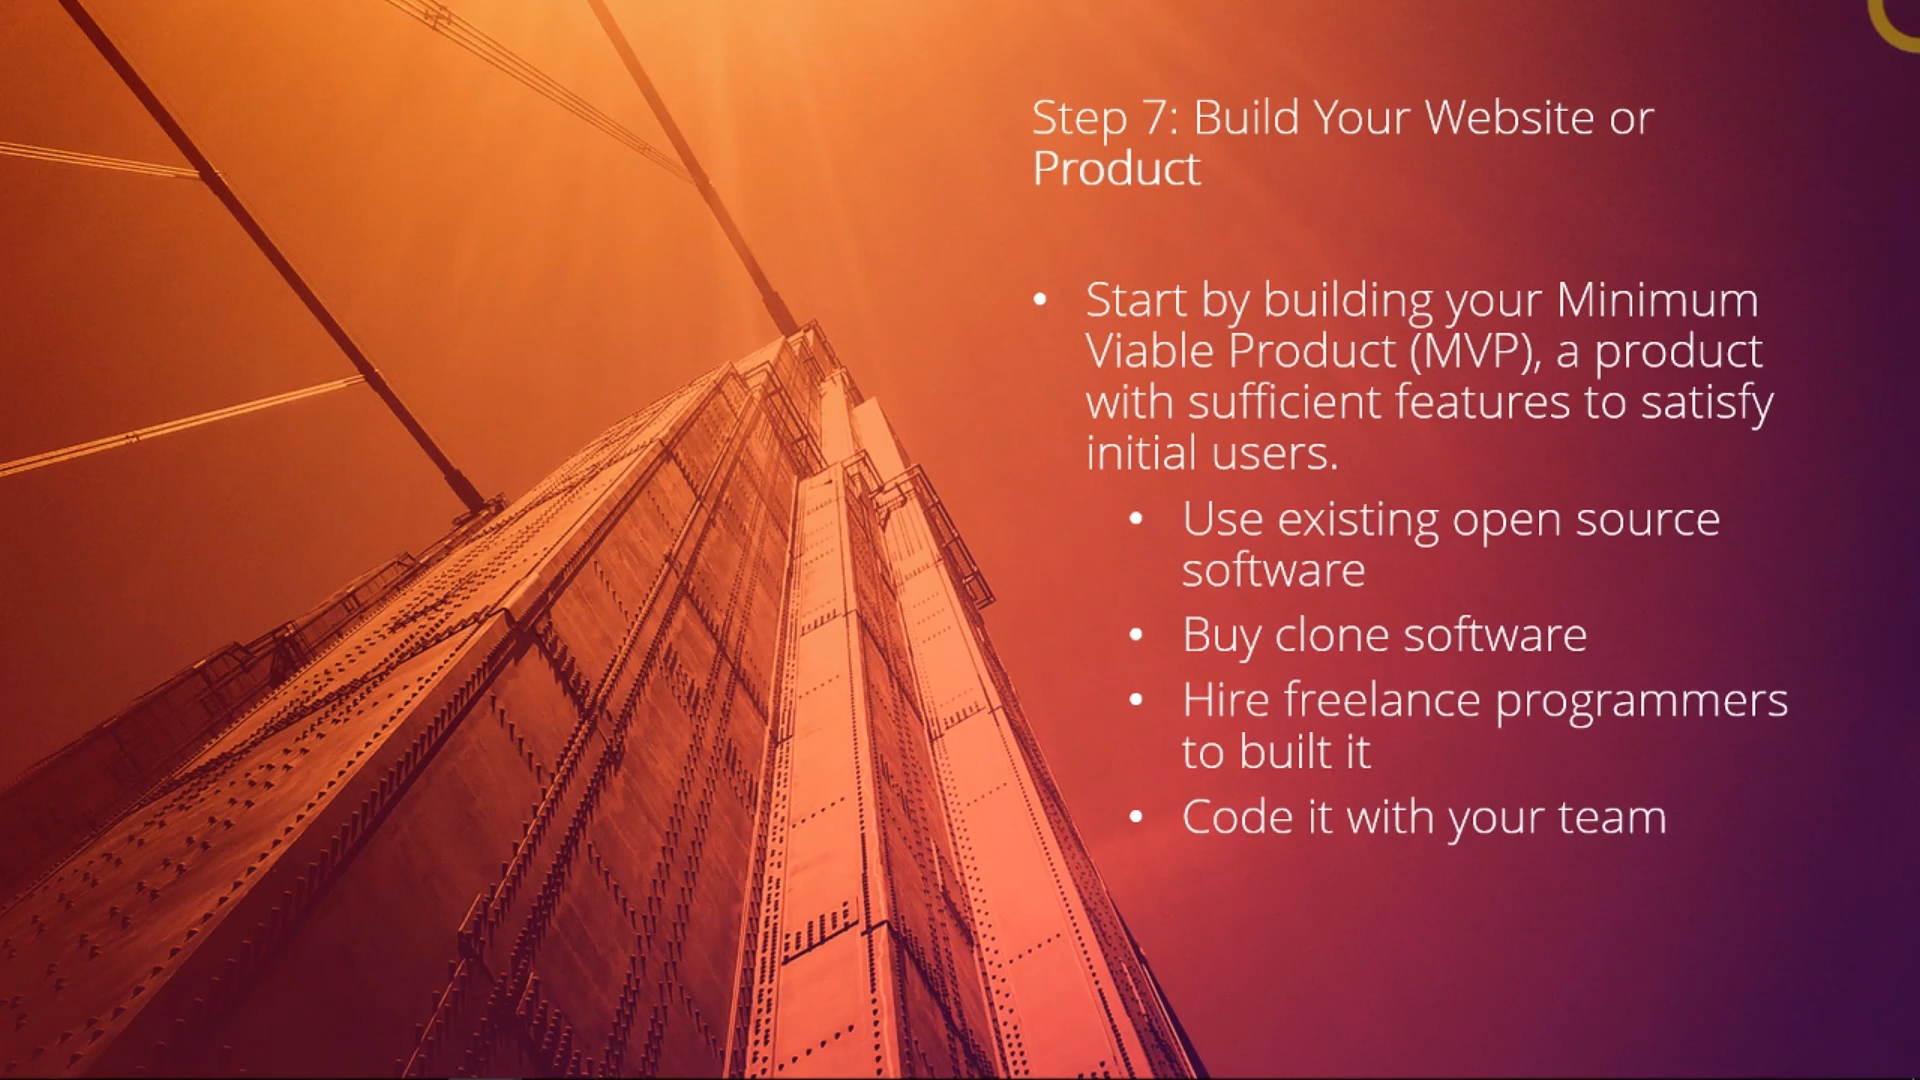 Step 7: Build Your Website or
Product
• Start by building your Minimum
Viable Product (MVP), a product
with sufficient features to satisfy
initial users.
• Use existing open source
software
• Buy clone software
• Hire freelance programmers
to built it
• Code it with your team